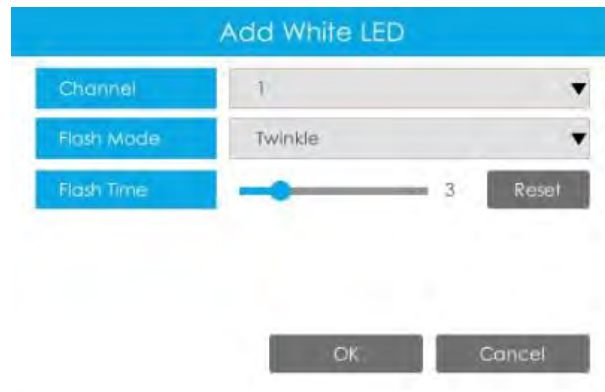 Add White LED
Channel 1
Flash Mode Twinkle
Flash Time 3 Reset
OK Cancel